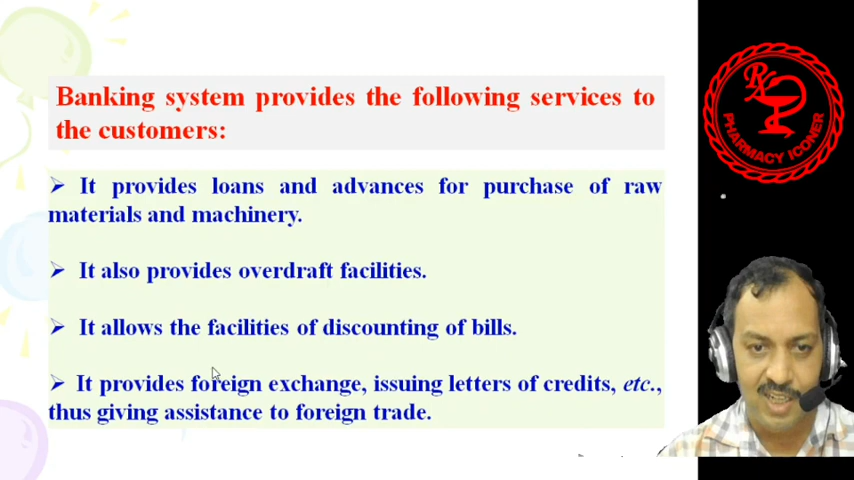 Banking system provides the following services to
the customers:
➢ It provides loans and advances for purchase of raw
materials and machinery.
➢ It also provides overdraft facilities.
➢ It allows the facilities of discounting of bills.
➢ It provides foreign exchange, issuing letters of credits, etc.,
thus giving assistance to foreign trade.
Rx
PHARMACY ICONER